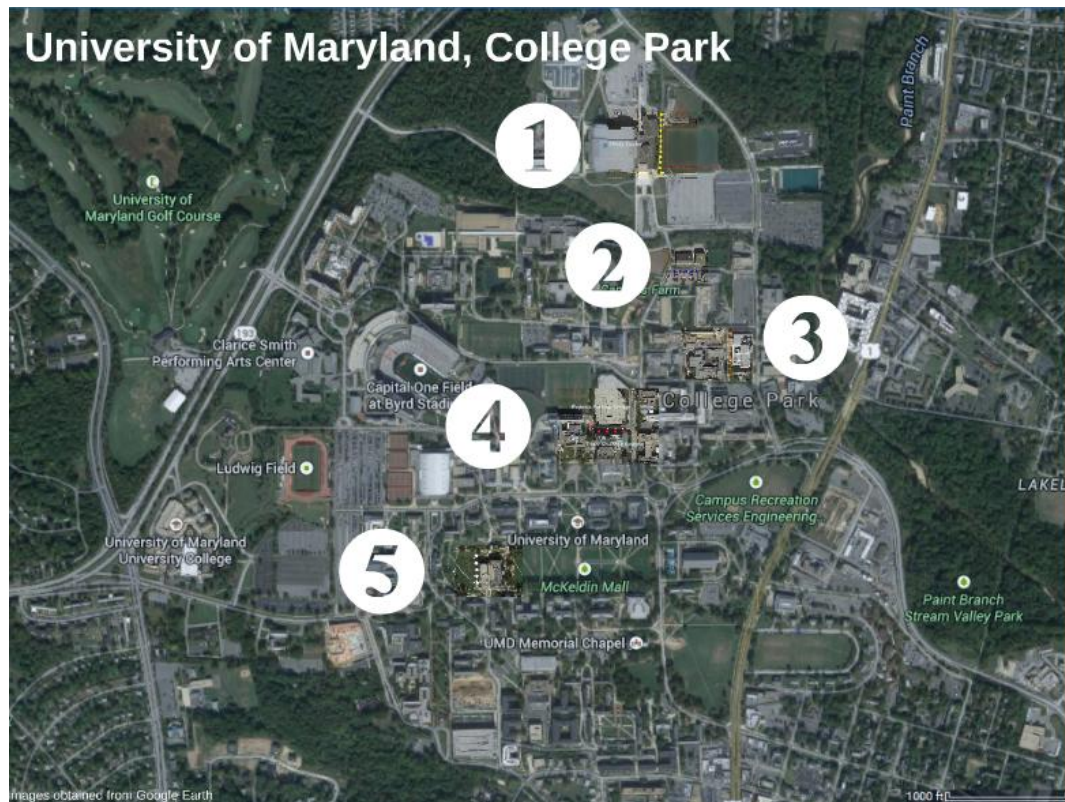 University of Maryland, College Park
Paint Branch
1
University of
Maryland Golf Course
2
Farm
3
193
1
Clarice Smith
Performing Arts Center
Capital One Field
at Byrd Stadi
College Park
4
Ludwig Field
Campus Recreation
Services Engineering...
LAKEL
University of Maryland
University College
University of Maryland
5
McKeldin Mall
Paint Branch
Stream Valley Park
UMD Memorial Chapel
mages obtained from Google Earth
1000 ft